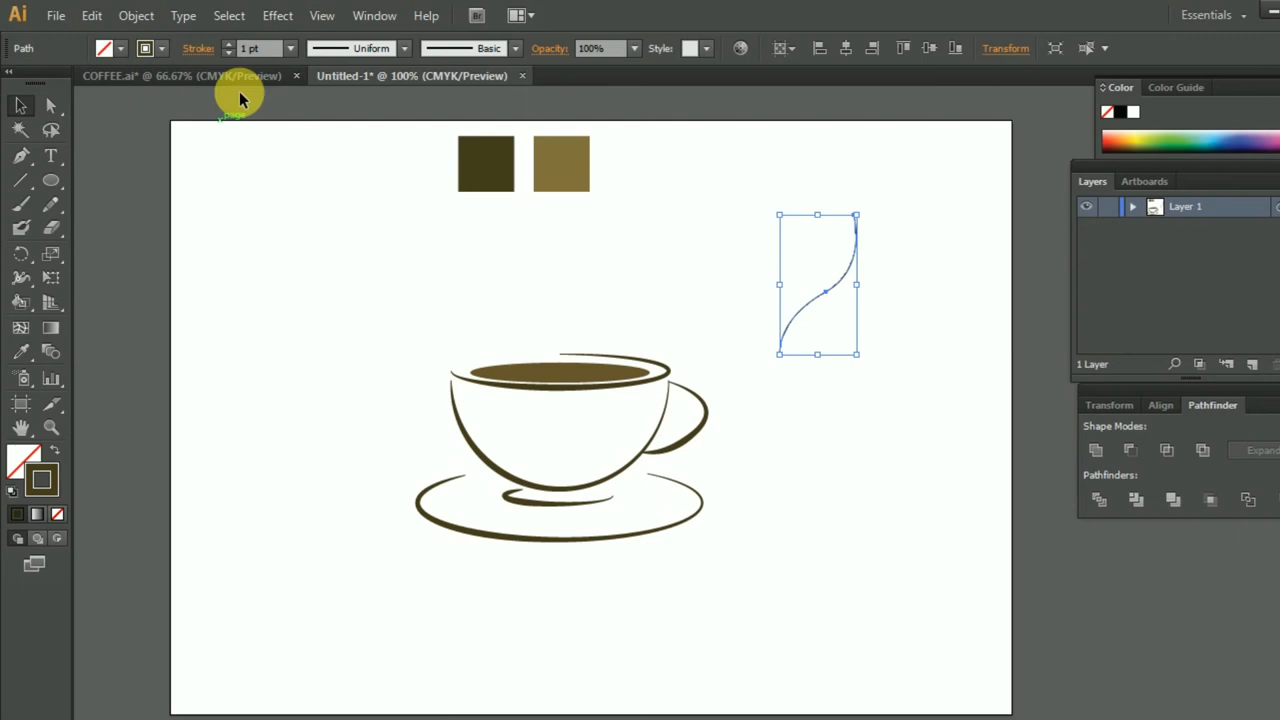 Ai File Edit Object Type Select Effect View Window Help Br Essentials
Path Stroke: 1 pt Uniform Basic Opacity: 100% Style: Transform
COFFEE.ai* @ 66.67% (CMYK/Preview) × Untitled-1* @ 100% (CMYK/Preview) ×
Color Color Guide
page
Layers Artboards
Layer 1
1 Layer
Transform Align Pathfinder
Shape Modes:
Expand
Pathfinders: